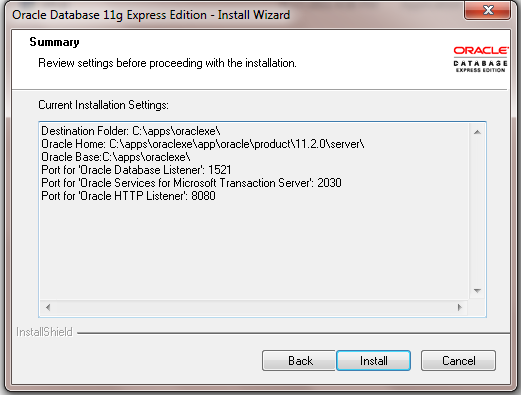 Oracle Database 11g Express Edition - Install Wizard
Summary
Review settings before proceeding with the installation.
ORACLE
DATABASE
EXPRESS EDITION
Current Installation Settings:
Destination Folder: C:\apps\oraclexe\
Oracle Home: C:\apps\oraclexe\app\oracle\product\11.2.0\server\
Oracle Base:C:\apps\oraclexe\
Port for 'Oracle Database Listener': 1521
Port for 'Oracle Services for Microsoft Transaction Server': 2030
Port for 'Oracle HTTP Listener': 8080
InstallShield
Back
Install
Cancel